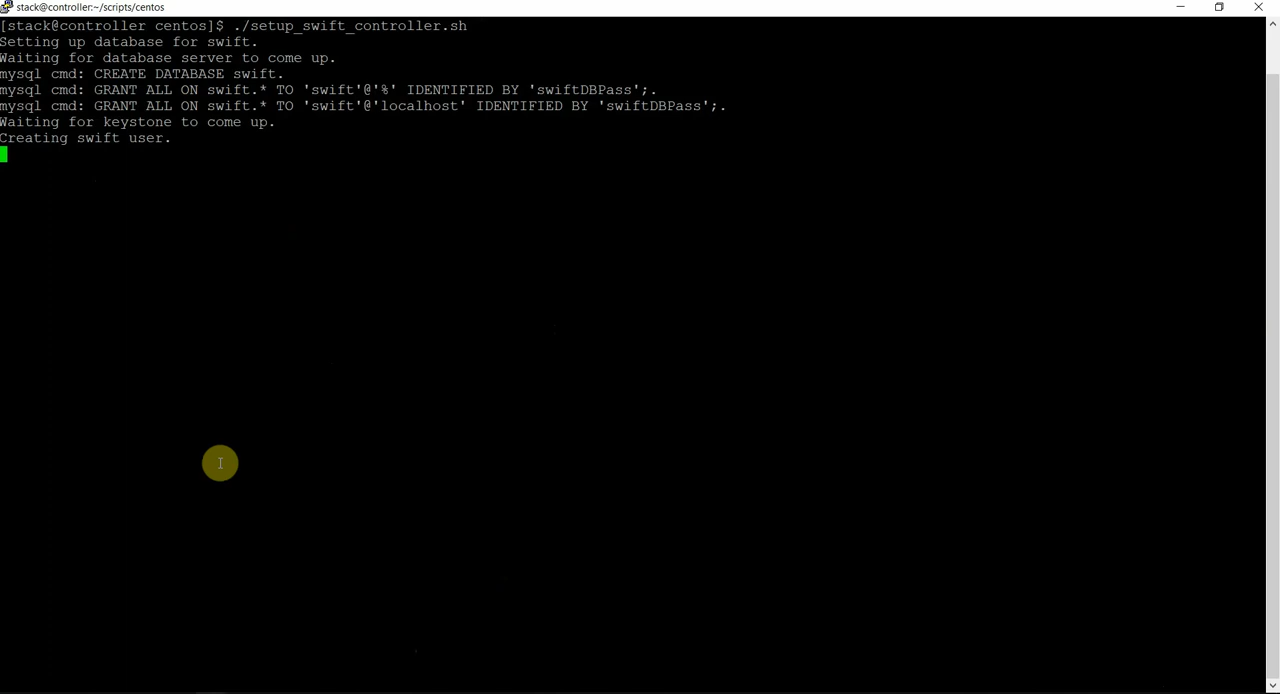 stack@controller:~/scripts/centos
[stack@controller centos]$ ./setup_swift_controller.sh
Setting up database for swift.
Waiting for database server to come up.
mysql cmd: CREATE DATABASE swift.
mysql cmd: GRANT ALL ON swift.* TO 'swift'@'%' IDENTIFIED BY 'swiftDBPass';.
mysql cmd: GRANT ALL ON swift.* TO 'swift'@'localhost' IDENTIFIED BY 'swiftDBPass';.
Waiting for keystone to come up.
Creating swift user.